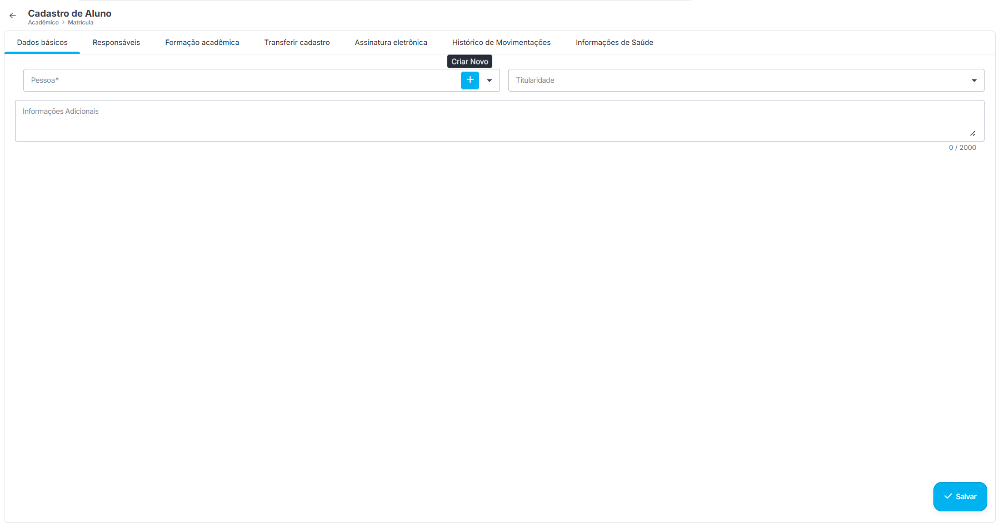 Cadastro de Aluno
Acadêmico > Matrícula
Dados básicos Responsáveis Formação acadêmica Transferir cadastro Assinatura eletrônica Histórico de Movimentações Informações de Saúde
Criar Novo
Pessoa* Titularidade
Informações Adicionais
0 / 2000
Salvar